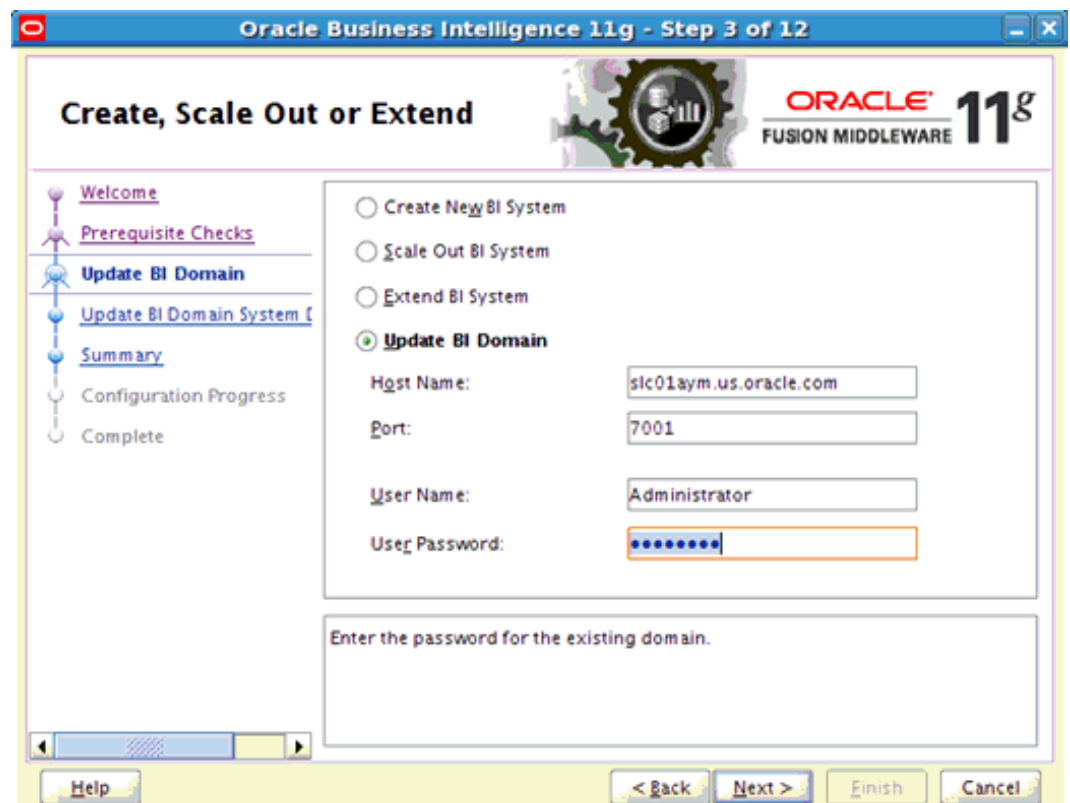 Oracle Business Intelligence 11g - Step 3 of 12
Create, Scale Out or Extend
ORACLE
FUSION MIDDLEWARE 11g
Welcome
Prerequisite Checks
Update BI Domain
Update BI Domain System
Summary
Configuration Progress
Complete
Create New BI System
Scale Out BI System
Extend BI System
Update BI Domain
Host Name: slc01aym.us.oracle.com
Port: 7001
User Name: Administrator
User Password: ••••••••
Enter the password for the existing domain.
Help
< Back
Next >
Finish
Cancel